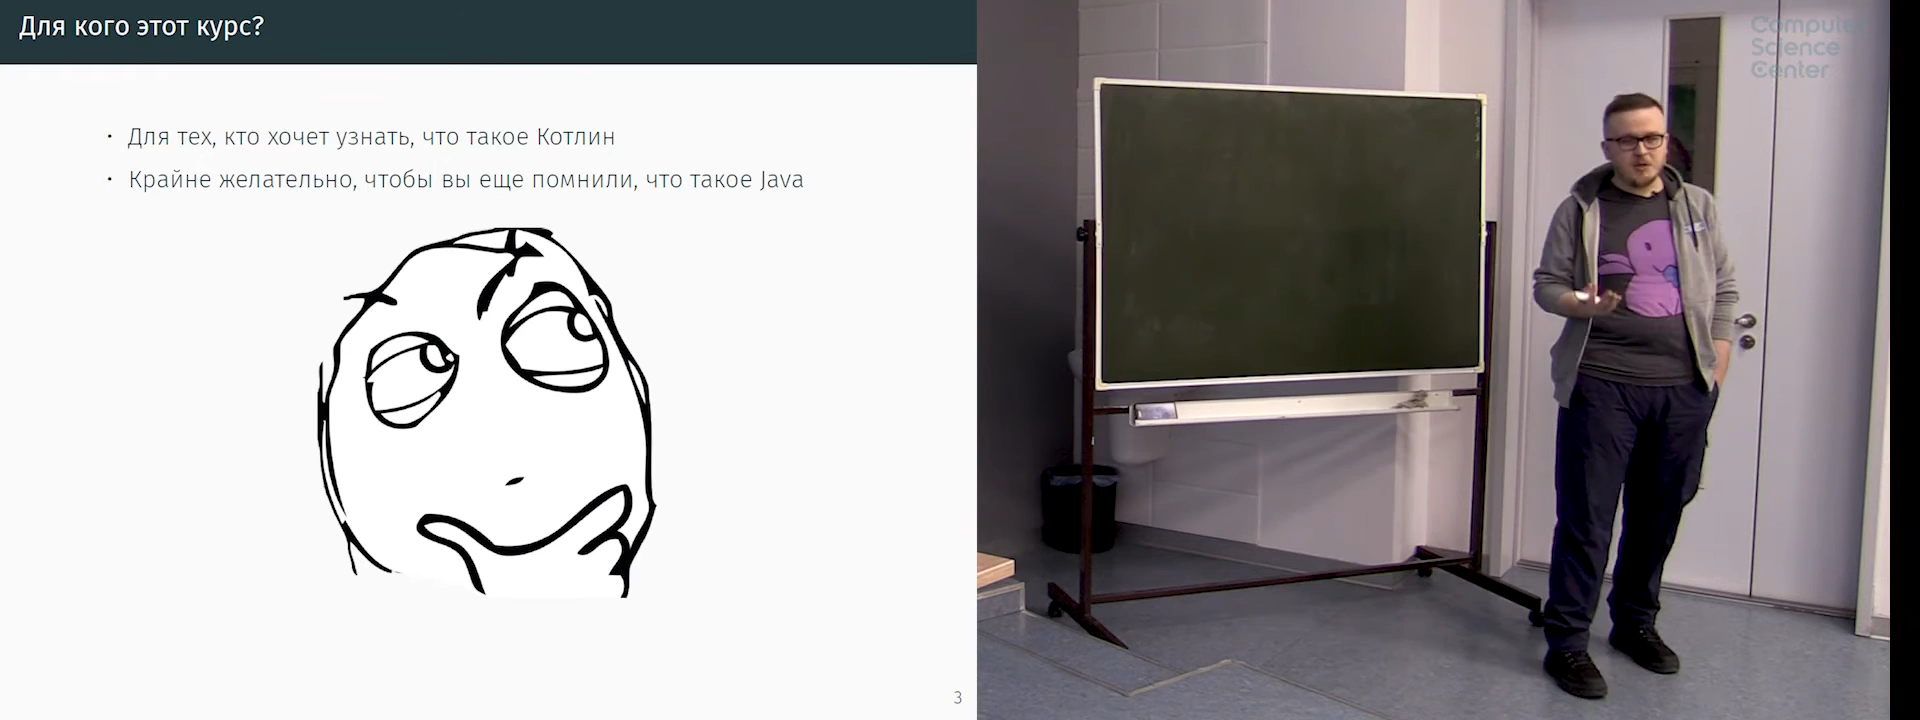 Для кого этот курс?
• Для тех, кто хочет узнать, что такое Котлин
• Крайне желательно, чтобы вы еще помнили, что такое Java
3
Computer
Science
Center